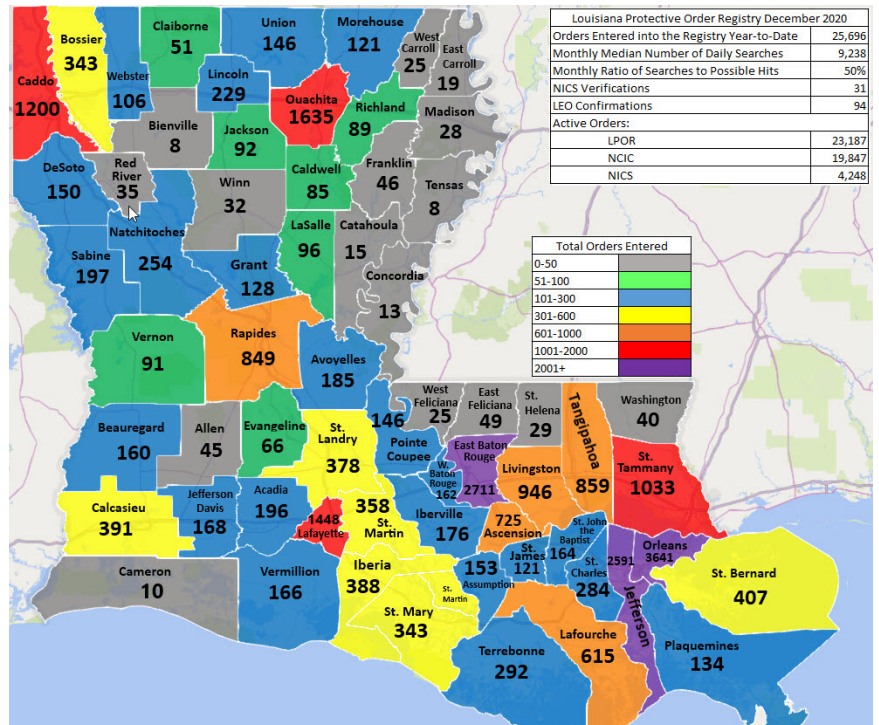 Louisiana Protective Order Registry December 2020
Orders Entered into the Registry Year-to-Date 25,696
Monthly Median Number of Daily Searches 9,238
Monthly Ratio of Searches to Possible Hits 50%
NICS Verifications 31
LEO Confirmations 94
Active Orders:
LPOR 23,187
NCIC 19,847
NICS 4,248
Caddo
1200
Bossier
343
Webster
106
Claiborne
51
Union
146
Morehouse
121
West
Carroll
25
East
Carroll
19
Lincoln
229
Ouachita
1635
Richland
89
Madison
28
Bienville
8
Jackson
92
DeSoto
150
Red
River
35
Winn
32
Caldwell
85
Franklin
46
Tensas
8
Natchitoches
254
Sabine
197
Grant
128
LaSalle
96
Catahoula
15
Concordia
13
Total Orders Entered
0-50
51-100
101-300
301-600
601-1000
1001-2000
2001+
Vernon
91
Rapides
849
Avoyelles
185
West
Feliciana
25
East
Feliciana
49
St.
Helena
29
Tangipahoa
859
Washington
40
Beauregard
160
Allen
45
Evangeline
66
St.
Landry
378
146
Pointe
Coupee
W.
Baton
Rouge
162
East Baton
Rouge
2711
Livingston
946
St.
Tammany
1033
Calcasieu
391
Jefferson
Davis
168
Acadia
196
1448
Lafayette
358
St.
Martin
Iberville
176
725
Ascension
St. John
the
Baptist
164
St.
James
121
2591
Jefferson
Orleans
3641
Cameron
10
Vermillion
166
Iberia
388
St.
Martin
153
Assumption
St.
Charles
284
St. Bernard
407
St. Mary
343
Terrebonne
292
Lafourche
615
Plaquemines
134